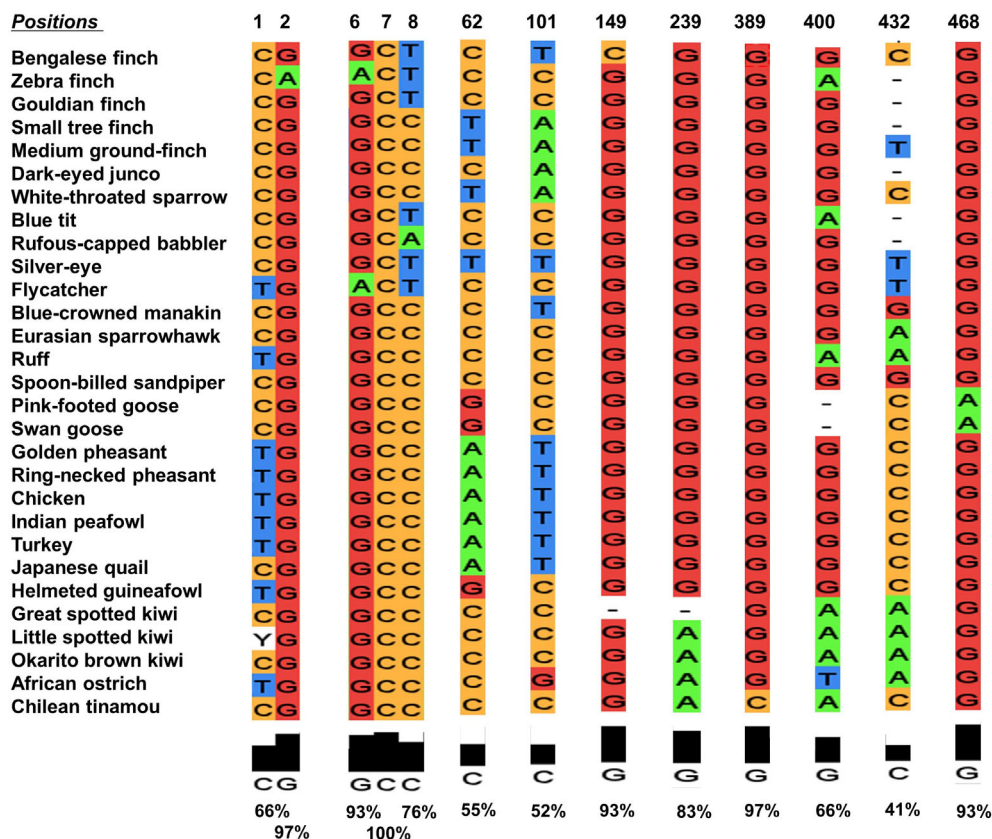 Positions 1 2 6 7 8 62 101 149 239 389 400 432 468
Bengalese finch C G G C T C T C G G G C G
Zebra finch C A A C T C C G G G A - G
Gouldian finch C G G C T C C G G G G - G
Small tree finch C G G C C T A G G G G - G
Medium ground-finch C G G C C T A G G G G T G
Dark-eyed junco C G G C C C A G G G G - G
White-throated sparrow C G G C C T A G G G G C G
Blue tit C G G C T C C G G G A - G
Rufous-capped babbler C G G C A C C G G G G - G
Silver-eye C G G C T T T G G G G T G
Flycatcher T G A C T C C G G G G T G
Blue-crowned manakin C G G C C C T G G G G G G
Eurasian sparrowhawk C G G C C C C G G G G A G
Ruff T G G C C C C G G G A A G
Spoon-billed sandpiper C G G C C C C G G G G G G
Pink-footed goose C G G C C G C G G G - C A
Swan goose C G G C C G C G G G - C A
Golden pheasant T G G C C A T G G G G C G
Ring-necked pheasant T G G C C A T G G G G C G
Chicken T G G C C A T G G G G C G
Indian peafowl T G G C C A T G G G G C G
Turkey T G G C C A T G G G G C G
Japanese quail C G G C C A T G G G G C G
Helmeted guineafowl T G G C C G C G G G G C G
Great spotted kiwi C G G C C C C - - G A A G
Little spotted kiwi Y G G C C C C G A G A A G
Okarito brown kiwi C G G C C C C G A G A A G
African ostrich T G G C C C G G A G T A G
Chilean tinamou C G G C C C C G A C A C G
C G G C C C C G G G G C G
66% 93% 76% 55% 52% 93% 83% 97% 66% 41% 93%
97% 100%